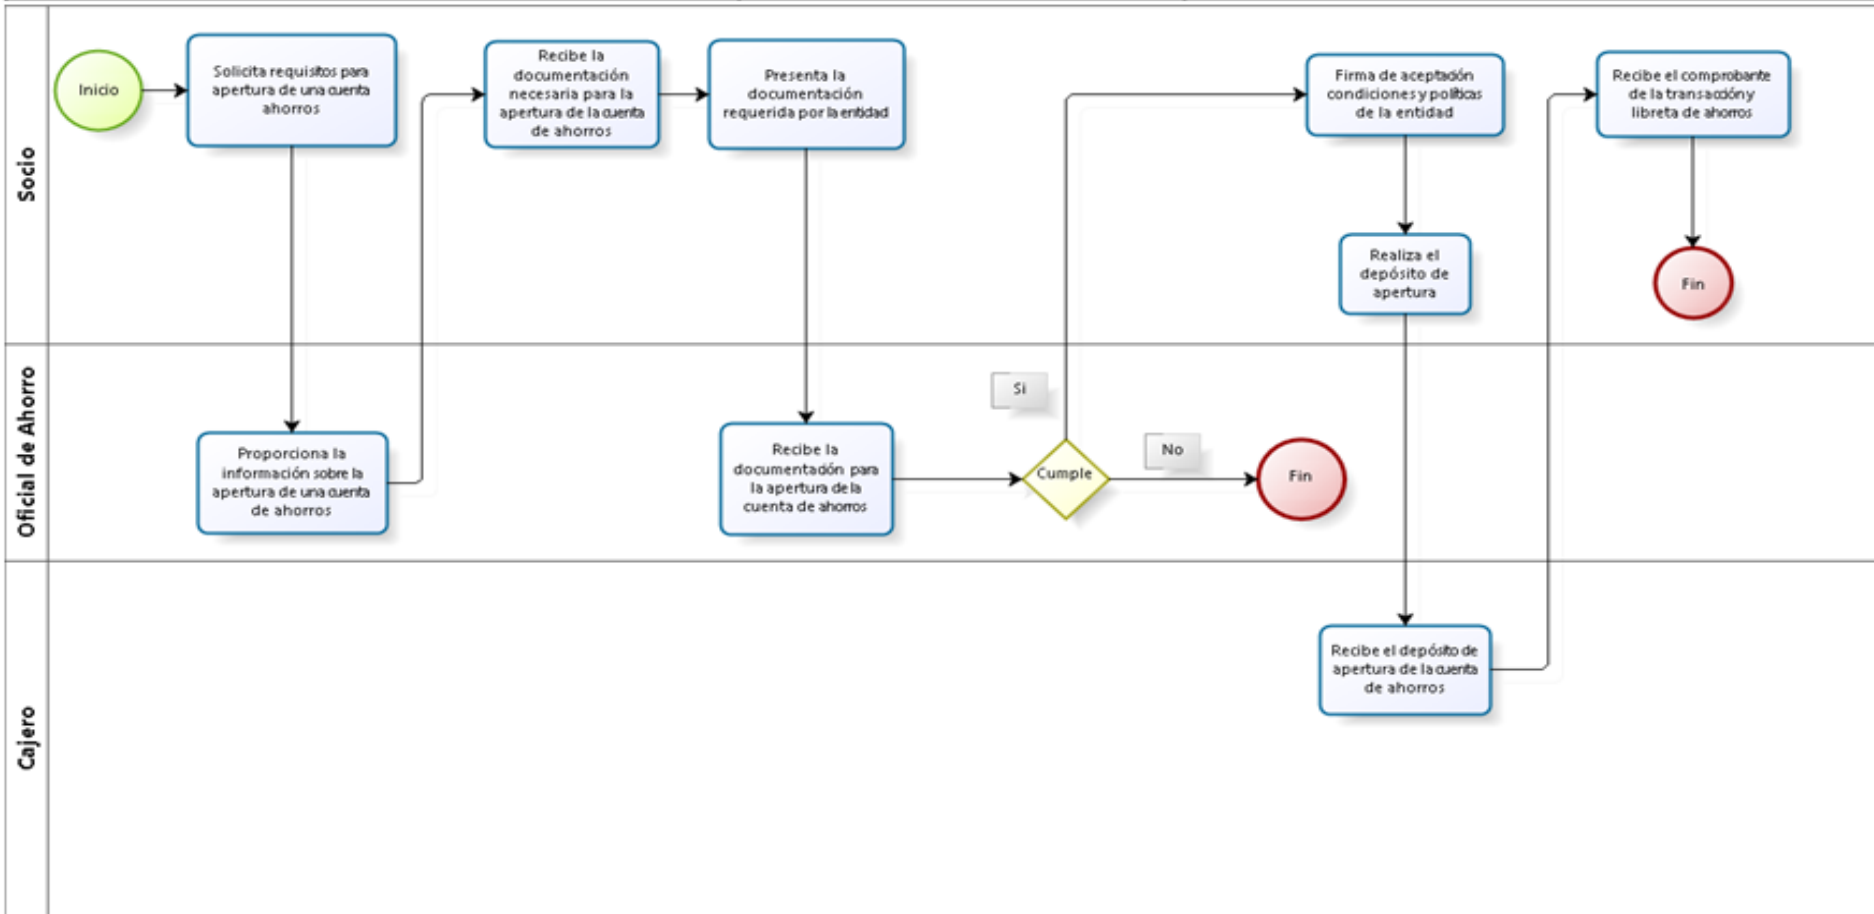 Socio
Inicio
Solicita requisitos para
apertura de una cuenta
ahorros
Recibe la
documentación
necesaria para la
apertura de la cuenta
de ahorros
Presenta la
documentación
requerida por la entidad
Firma de aceptación
condiciones y políticas
de la entidad
Recibe el comprobante
de la transacción y
libreta de ahorros
Realiza el
depósito de
apertura
Fin
Oficial de Ahorro
Proporciona la
información sobre la
apertura de una cuenta
de ahorros
Recibe la
documentación para
la apertura de la
cuenta de ahorros
Cumple
Si
No
Fin
Cajero
Recibe el depósito de
apertura de la cuenta
de ahorros